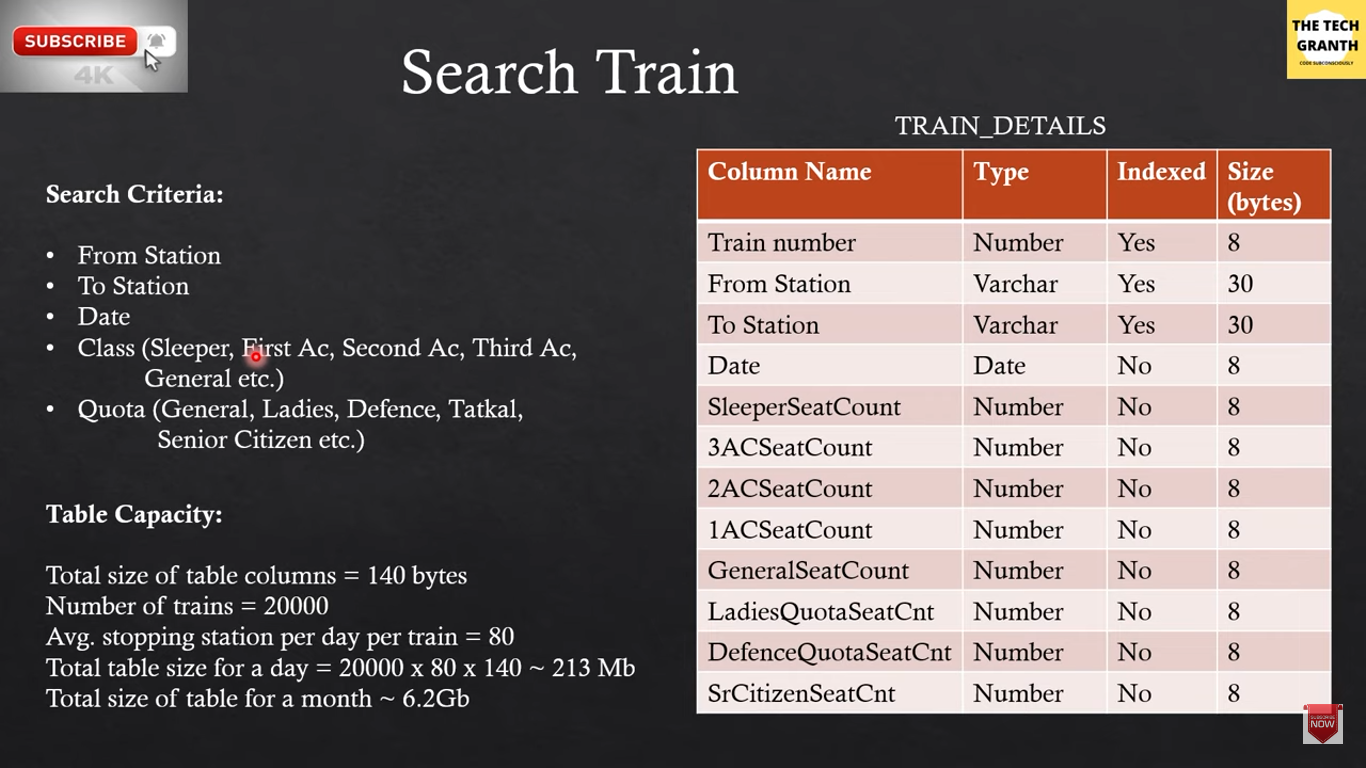 SUBSCRIBE
4K
THE TECH
GRANTH
CODE SUBCONSCIOUSLY
Search Train
Search Criteria:
• From Station
• To Station
• Date
• Class (Sleeper, First Ac, Second Ac, Third Ac,
General etc.)
• Quota (General, Ladies, Defence, Tatkal,
Senior Citizen etc.)
Table Capacity:
Total size of table columns = 140 bytes
Number of trains = 20000
Avg. stopping station per day per train = 80
Total table size for a day = 20000 x 80 x 140 ~ 213 Mb
Total size of table for a month ~ 6.2Gb
TRAIN_DETAILS
Column Name Type Indexed Size
(bytes)
Train number Number Yes 8
From Station Varchar Yes 30
To Station Varchar Yes 30
Date Date No 8
SleeperSeatCount Number No 8
3ACSeatCount Number No 8
2ACSeatCount Number No 8
1ACSeatCount Number No 8
GeneralSeatCount Number No 8
LadiesQuotaSeatCnt Number No 8
DefenceQuotaSeatCnt Number No 8
SrCitizenSeatCnt Number No 8
SUBSCRIBE
NOW